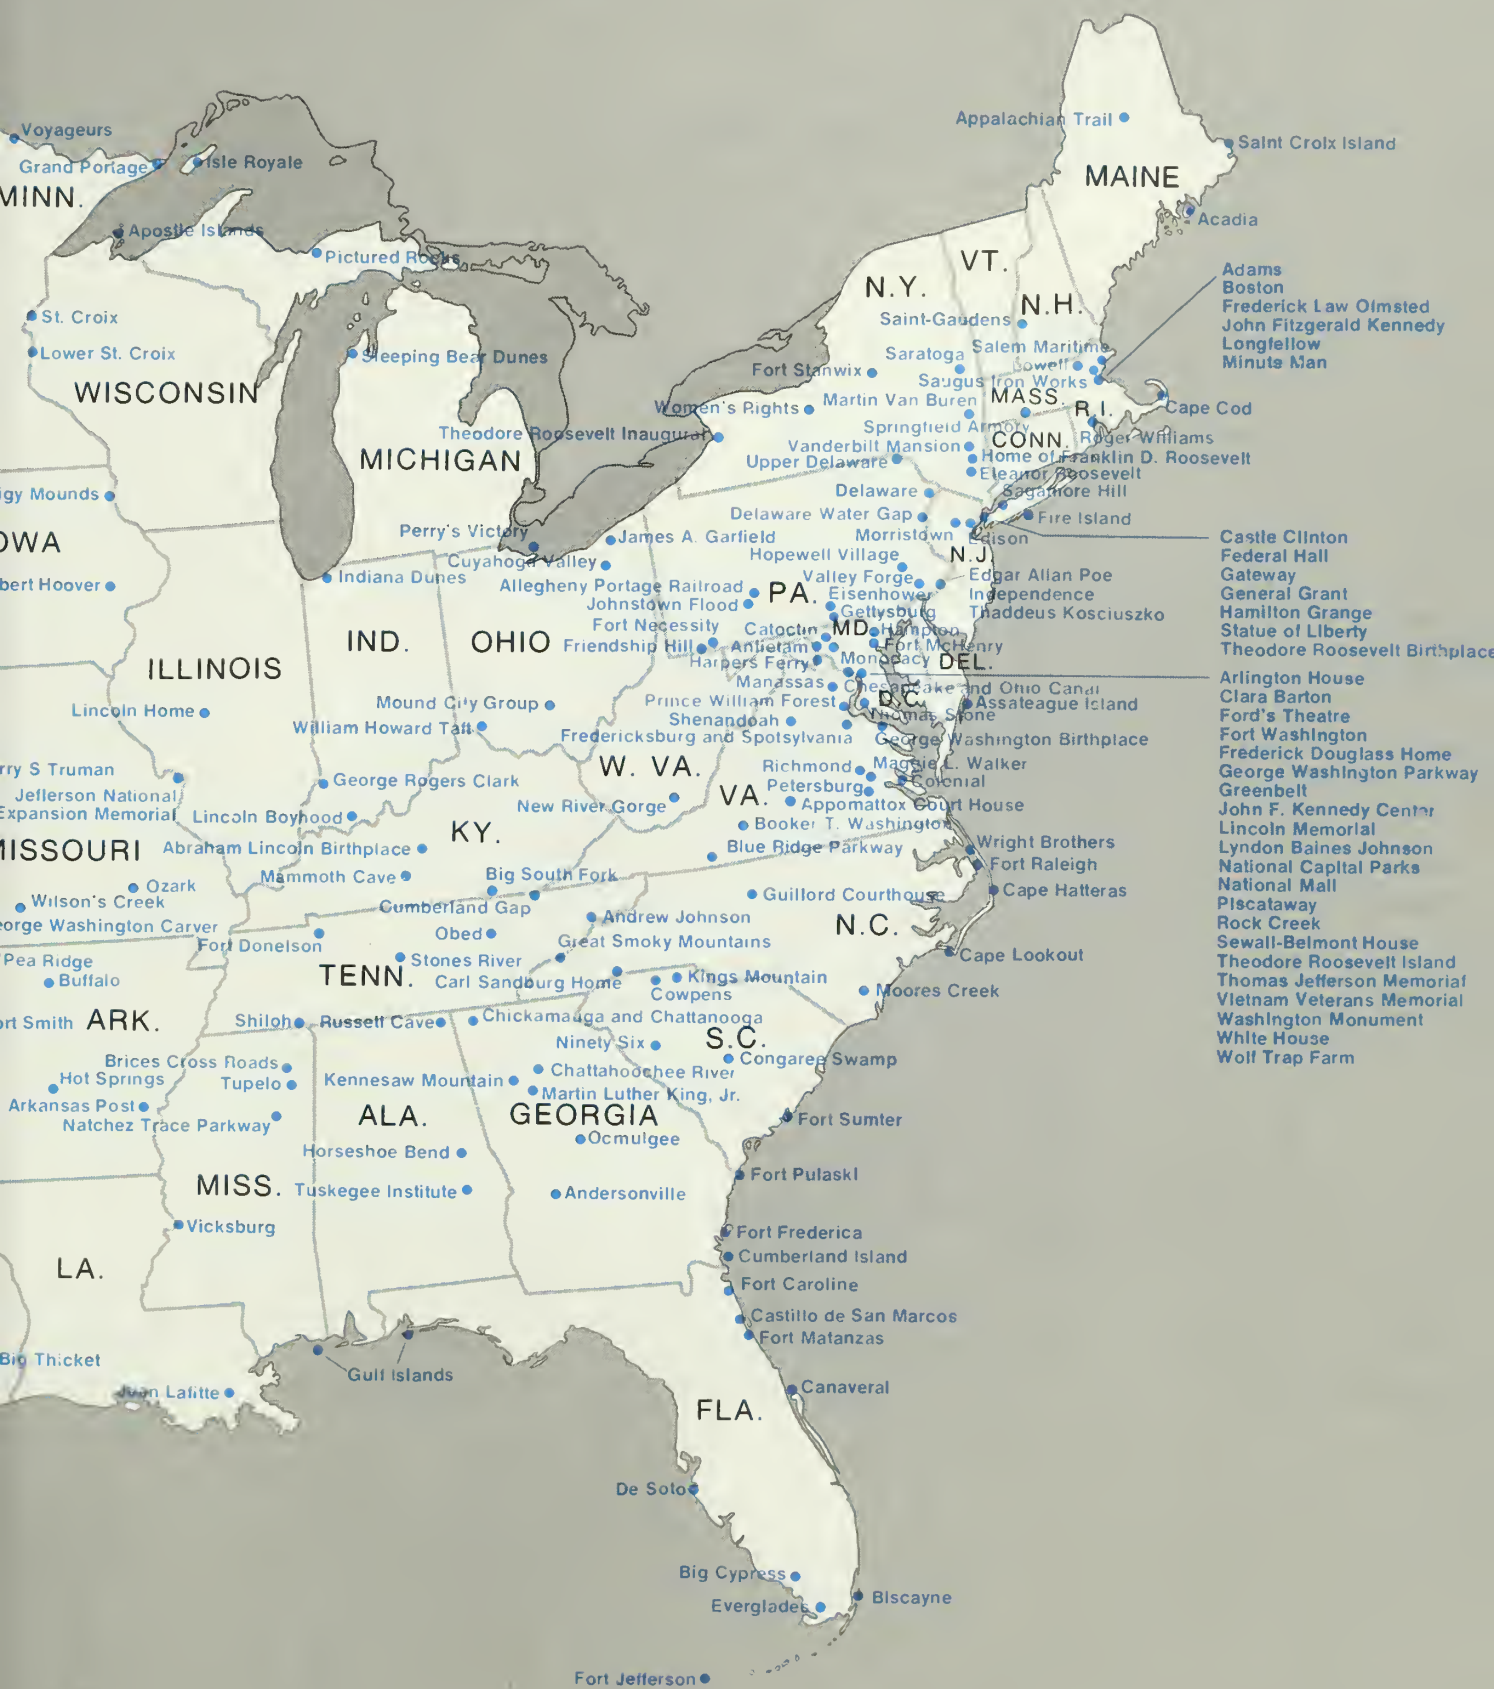 Voyageurs
Grand Portage
Isle Royale
MINN.
Apostle Islands
Pictured Rocks
St. Croix
Lower St. Croix
Sleeping Bear Dunes
WISCONSIN
MICHIGAN
igy Mounds
OWA
bert Hoover
Indiana Dunes
Perry's Victory
Cuyahoga Valley
James A. Garfield
ILLINOIS
IND.
OHIO
Lincoln Home
Mound City Group
William Howard Taft
rry S Truman
Jefferson National
Expansion Memorial
George Rogers Clark
Lincoln Boyhood
MISSOURI
Abraham Lincoln Birthplace
KY.
Mammoth Cave
Big South Fork
Ozark
Wilson's Creek
eorge Washington Carver
Cumberland Gap
Fort Donelson
Obed
Andrew Johnson
Great Smoky Mountains
Pea Ridge
Buffalo
TENN.
Stones River
Carl Sandburg Home
Kings Mountain
Cowpens
ort Smith
ARK.
Shiloh
Russell Cave
Chickamauga and Chattanooga
Ninety Six
S.C.
Congaree Swamp
Brices Cross Roads
Hot Springs
Tupelo
Kennesaw Mountain
Chattahoochee River
Martin Luther King, Jr.
Arkansas Post
Natchez Trace Parkway
ALA.
GEORGIA
Ocmulgee
Horseshoe Bend
MISS.
Tuskegee Institute
Andersonville
Vicksburg
LA.
Big Thicket
Jean Lafitte
Gulf Islands
Fort Sumter
Fort Pulaski
Fort Frederica
Cumberland Island
Fort Caroline
Castillo de San Marcos
Fort Matanzas
Canaveral
FLA.
De Soto
Big Cypress
Everglades
Biscayne
Fort Jefferson
Appalachian Trail
Saint Croix Island
MAINE
Acadia
VT.
N.Y.
N.H.
Saint-Gaudens
Saratoga
Salem Maritime
Fort Stanwix
Lowell
Saugus Iron Works
Women's Rights
Martin Van Buren
MASS.
R.I.
Cape Cod
Theodore Roosevelt Inaugural
Springfield Armory
Vanderbilt Mansion
CONN.
Roger Williams
Upper Delaware
Home of Franklin D. Roosevelt
Eleanor Roosevelt
Delaware
Sagamore Hill
Delaware Water Gap
Fire Island
Morristown
Edison
Hopewell Village
N.J.
Allegheny Portage Railroad
PA.
Valley Forge
Edgar Allan Poe
Independence
Thaddeus Kosciuszko
Johnstown Flood
Eisenhower
Gettysburg
Fort Necessity
Catoctin
MD.
Hampton
Friendship Hill
Antietam
Fort McHenry
Harpers Ferry
Monocacy
DEL.
Manassas
Chesapeake and Ohio Canal
Prince William Forest
D.C.
Assateague Island
Shenandoah
Thomas Stone
Fredericksburg and Spotsylvania
George Washington Birthplace
W. VA.
Richmond
Maggie L. Walker
Petersburg
Colonial
New River Gorge
VA.
Appomattox Court House
Booker T. Washington
Blue Ridge Parkway
Wright Brothers
Fort Raleigh
Guilford Courthouse
Cape Hatteras
N.C.
Cape Lookout
Moores Creek
Adams
Boston
Frederick Law Olmsted
John Fitzgerald Kennedy
Longfellow
Minute Man
Castle Clinton
Federal Hall
Gateway
General Grant
Hamilton Grange
Statue of Liberty
Theodore Roosevelt Birthplace
Arlington House
Clara Barton
Ford's Theatre
Fort Washington
Frederick Douglass Home
George Washington Parkway
Greenbelt
John F. Kennedy Center
Lincoln Memorial
Lyndon Baines Johnson
National Capital Parks
National Mall
Piscataway
Rock Creek
Sewall-Belmont House
Theodore Roosevelt Island
Thomas Jefferson Memorial
Vietnam Veterans Memorial
Washington Monument
White House
Wolf Trap Farm